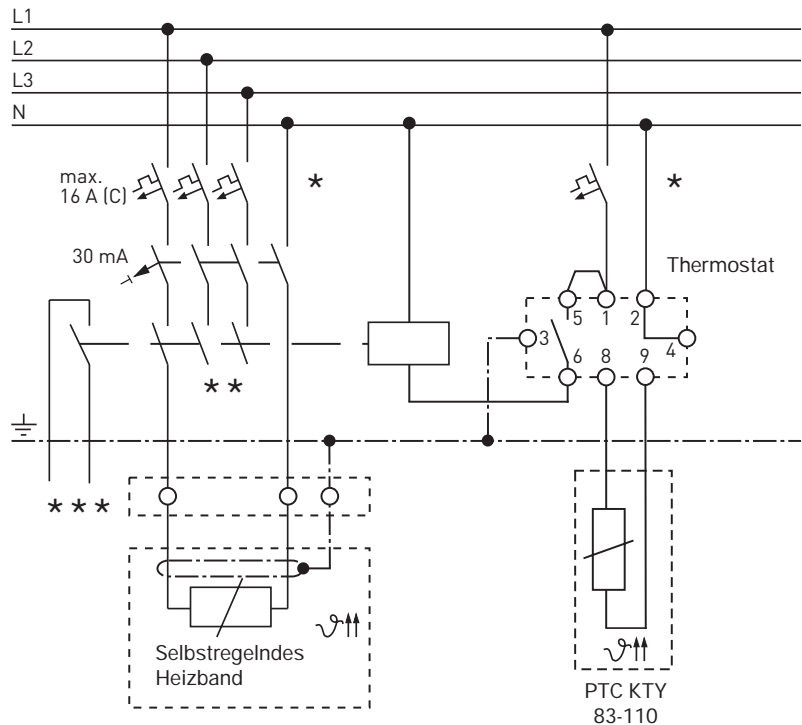 L1
L2
L3
N
max.
16 A (C)
*
*
30 mA
Thermostat
5 1 2
3
4
6 8 9
* *
* * *
ϑ
Selbstregelndes
Heizband
ϑ
PTC KTY
83-110